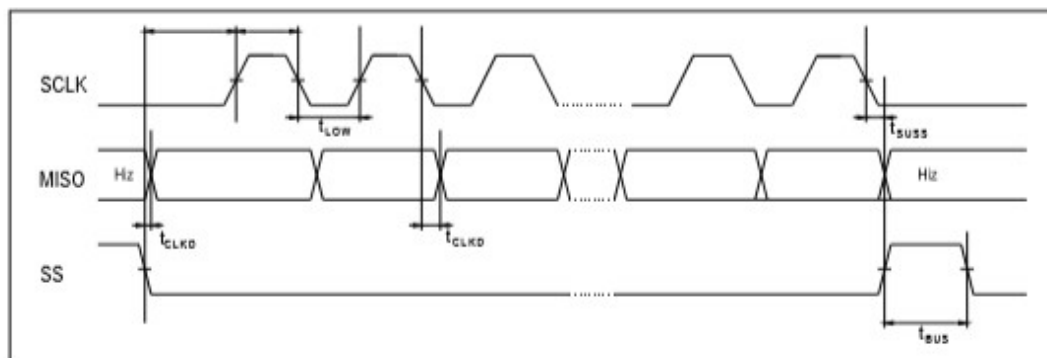 SCLK
tLOW
tSUSS
MISO
Hiz
Hiz
tCLKD
tCLKD
SS
tBUS